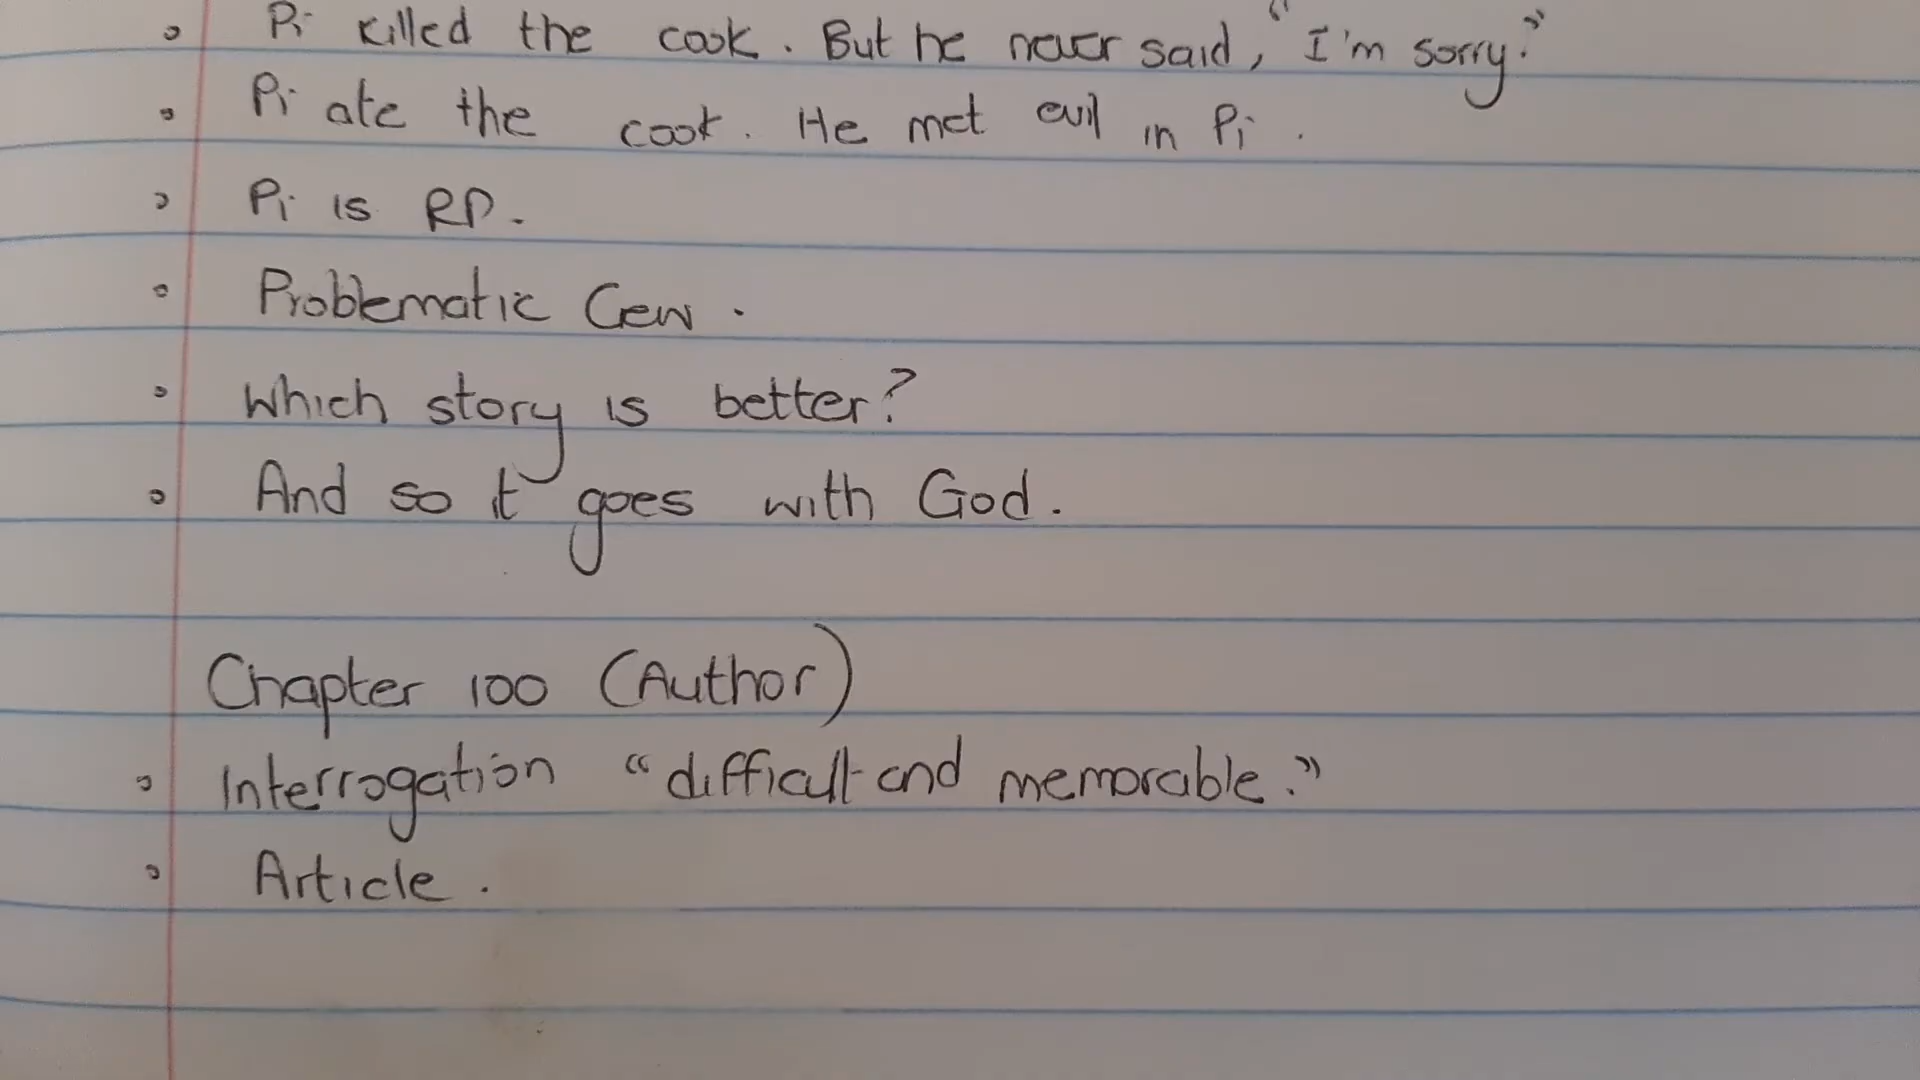 Pi killed the cook. But he never said, "I'm sorry."
Pi ate the cook. He met evil in Pi.
Pi is RP.
Problematic Crew.
Which story is better?
And so it goes with God.
Chapter 100 (Author)
Interrogation "difficult and memorable."
Article.